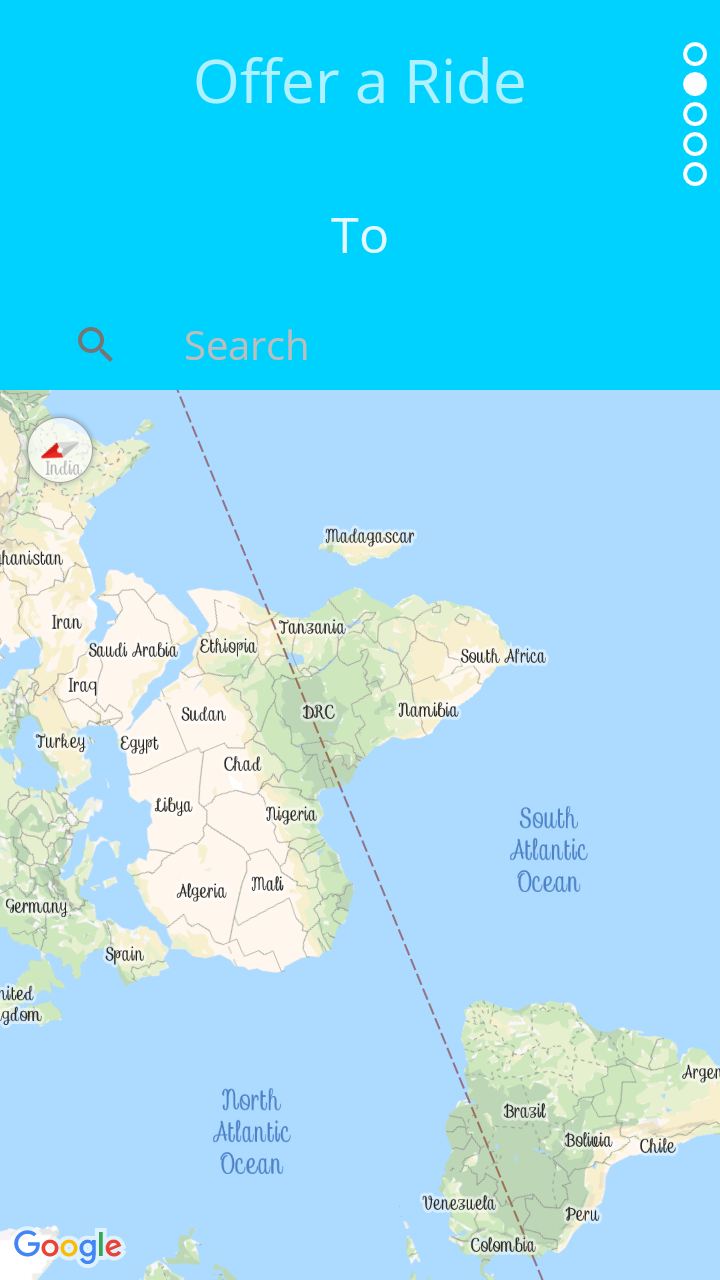 Offer a Ride
To
Search
India
Madagascar
hanistan
Iran
Tanzania
Saudi Arabia
Ethiopia
South Africa
Iraq
Sudan
DRC
Namibia
Turkey
Egypt
Chad
Libya
Nigeria
South
Atlantic
Ocean
Algeria
Mali
Germany
Spain
nited
gdom
Argen
North
Atlantic
Ocean
Brazil
Bolivia
Chile
Venezuela
Peru
Colombia
Google